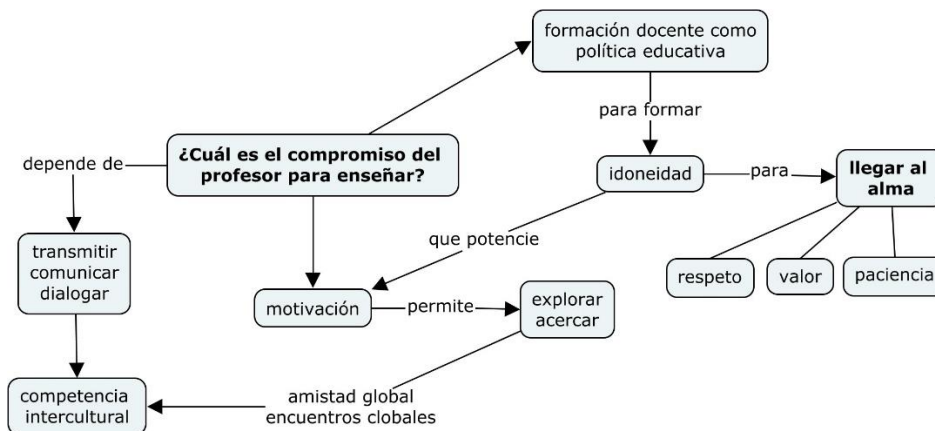 formación docente como
política educativa
para formar
¿Cuál es el compromiso del
profesor para enseñar?
depende de
idoneidad
para
llegar al
alma
transmitir
comunicar
dialogar
que potencie
respeto
valor
paciencia
motivación
permite
explorar
acercar
competencia
intercultural
amistad global
encuentros clobales